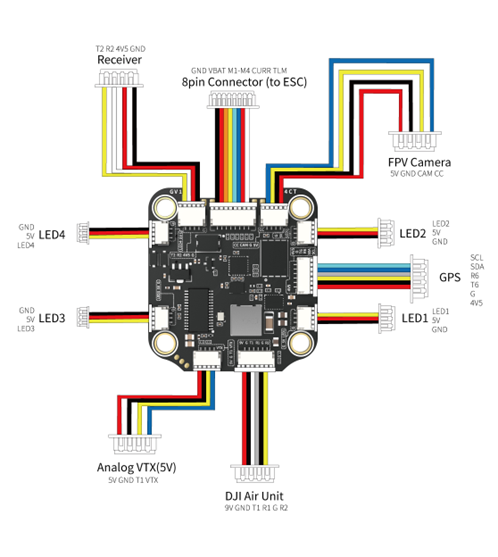 T2 R2 4V5 GND
Receiver
GND VBAT M1-M4 CURR TLM
8pin Connector (to ESC)
FPV Camera
5V GND CAM CC
GND
5V
LED4
LED4
LED2
LED2
5V
GND
SCL
SDA
R6
T6
G
4V5
GPS
GND
5V
LED3
LED3
LED1
LED1
5V
GND
Analog VTX(5V)
5V GND T1 VTX
DJI Air Unit
9V GND T1 R1 G R2